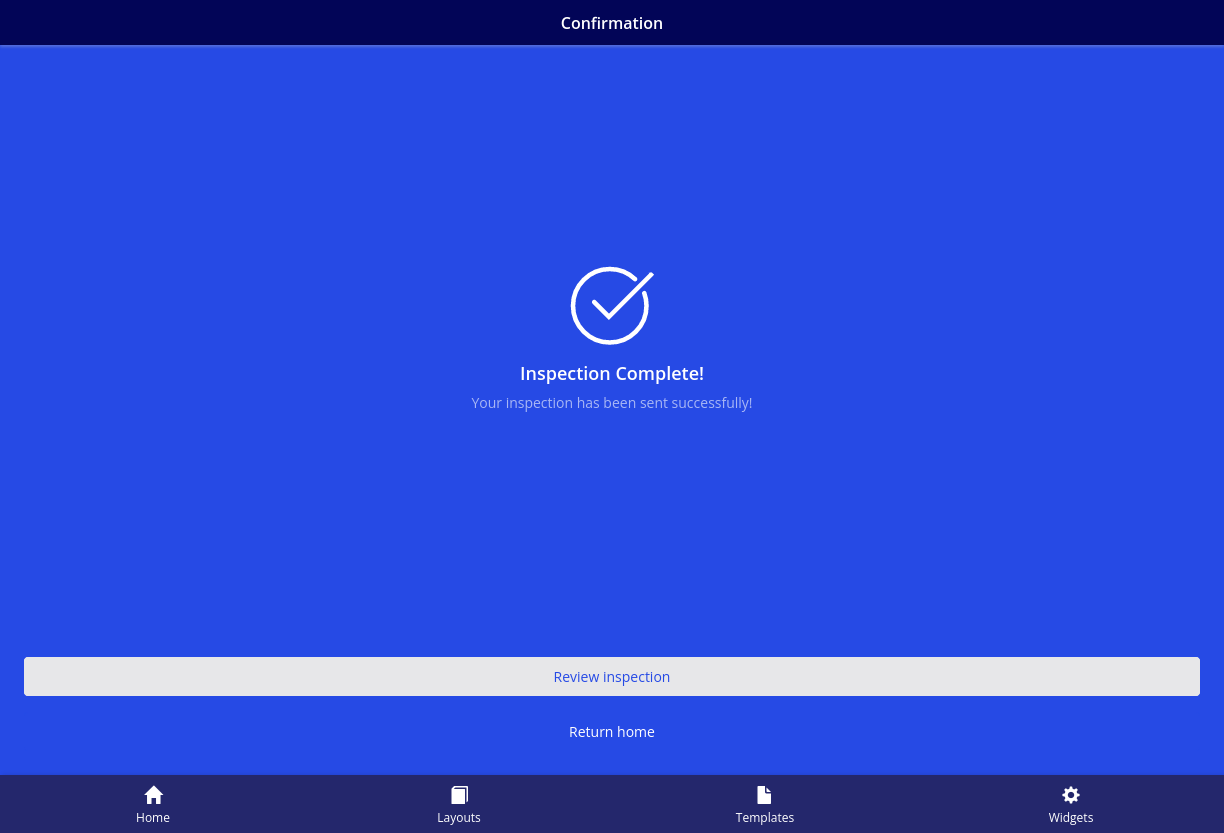 Confirmation
Inspection Complete!
Your inspection has been sent successfully!
Review inspection
Return home
Home
Layouts
Templates
Widgets